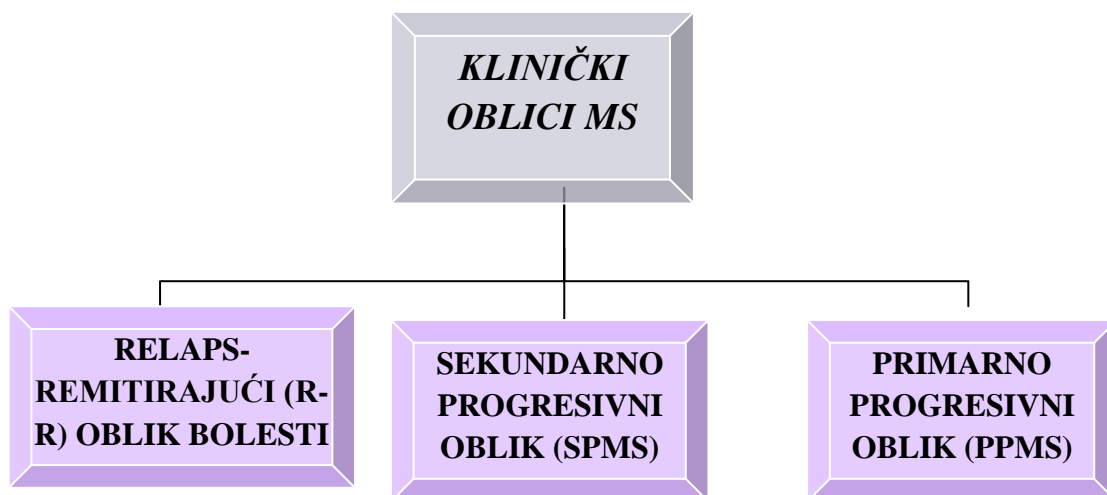 KLINIČKI
OBLICI MS
RELAPS-
REMITIRAJUĆI (R-
R) OBLIK BOLESTI
SEKUNDARNO
PROGRESIVNI
OBLIK (SPMS)
PRIMARNO
PROGRESIVNI
OBLIK (PPMS)